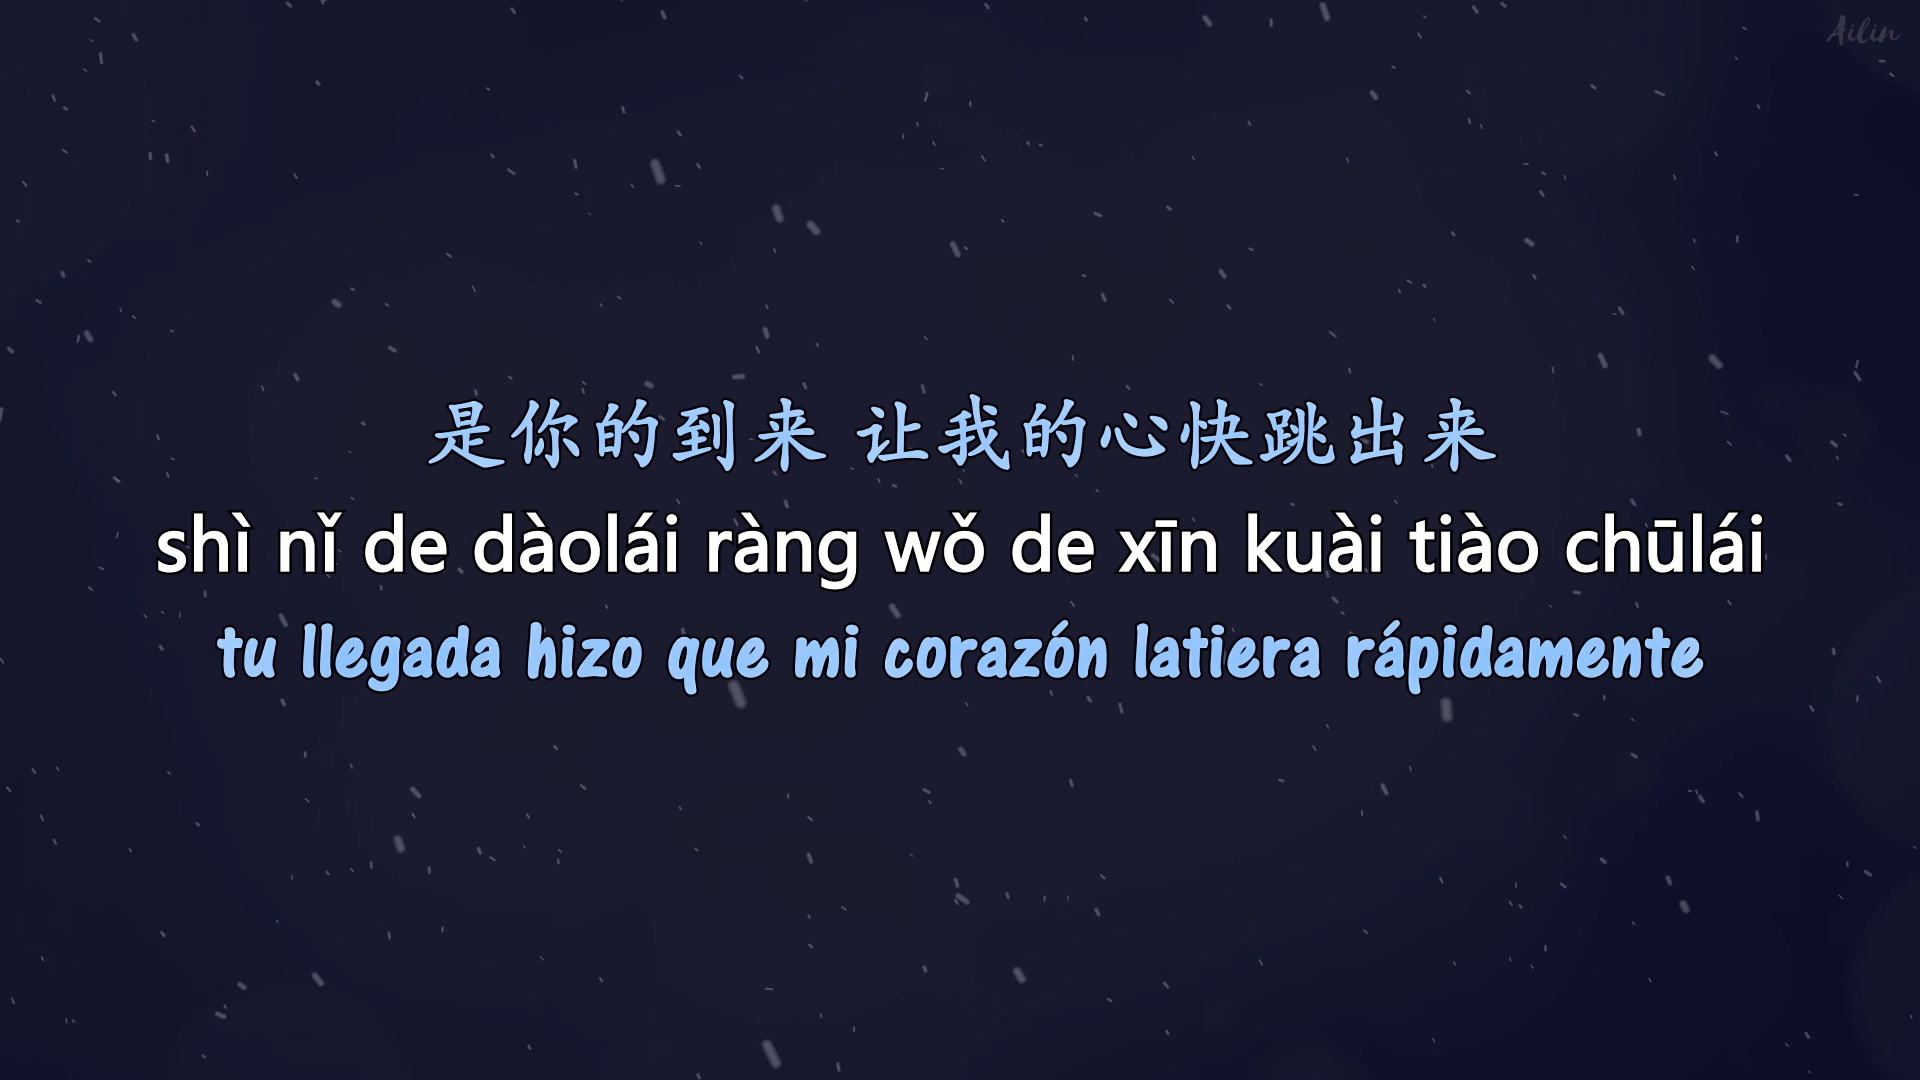 Ailin
是你的到来 让我的心快跳出来
shì nǐ de dàolái ràng wǒ de xīn kuài tiào chūlái
tu llegada hizo que mi corazón latiera rápidamente